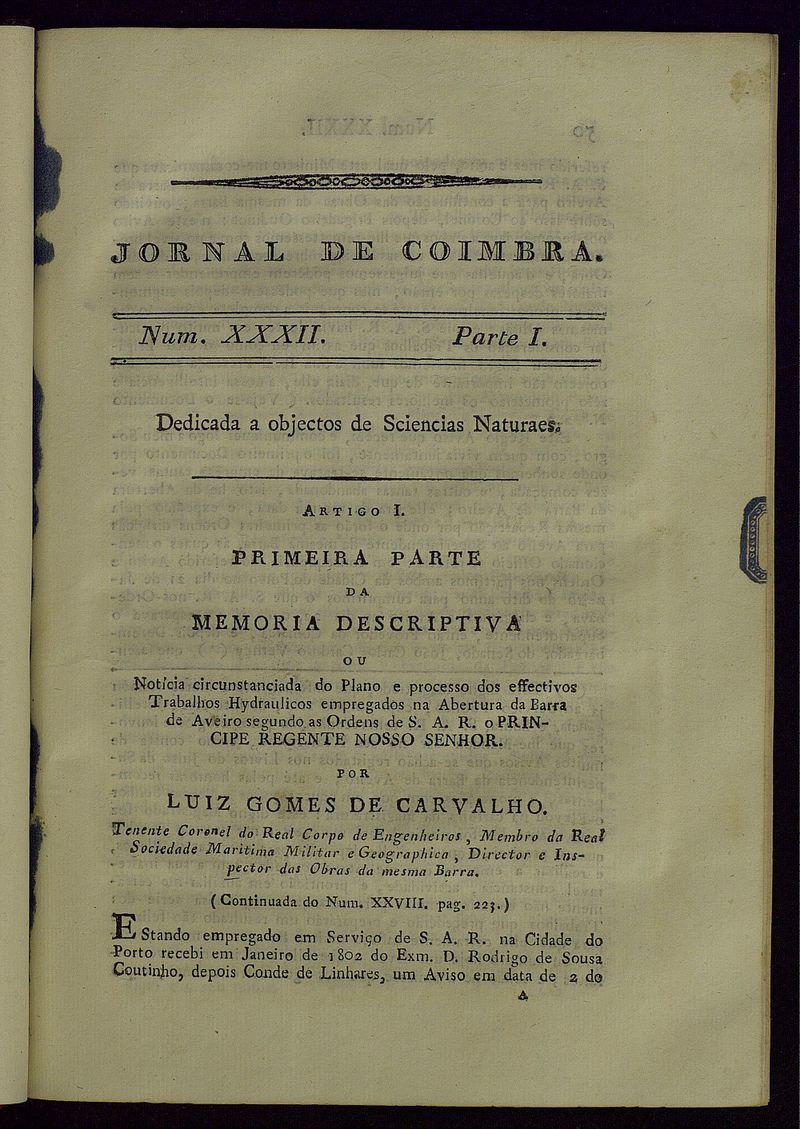 JORNAL DE COIMBRA.
Num. XXXII. Parte I.
Dedicada a objectos de Sciencias Naturaes.
ARTIGO I.
PRIMEIRA PARTE
DA
MEMORIA DESCRIPTIVA
OU
Noticia circunstanciada do Plano e processo dos effectivos
Trabalhos Hydraulicos empregados na Abertura da Barra
de Aveiro segundo as Ordens de S. A. R. o PRIN-
CIPE REGENTE NOSSO SENHOR.
POR
LUIZ GOMES DE CARVALHO.
Tenente Coronel do Real Corpo de Engenheiros, Membro da Real
Sociedade Maritima Militar e Geographica, Director e Ins-
pector das Obras da mesma Barra.
(Continuada do Num. XXVIII. pag. 223.)
EStando empregado em Serviço de S. A. R. na Cidade do
Porto recebi em Janeiro de 1802 do Exm. D. Rodrigo de Sousa
Coutinho, depois Conde de Linhares, um Aviso em data de 2 do
A